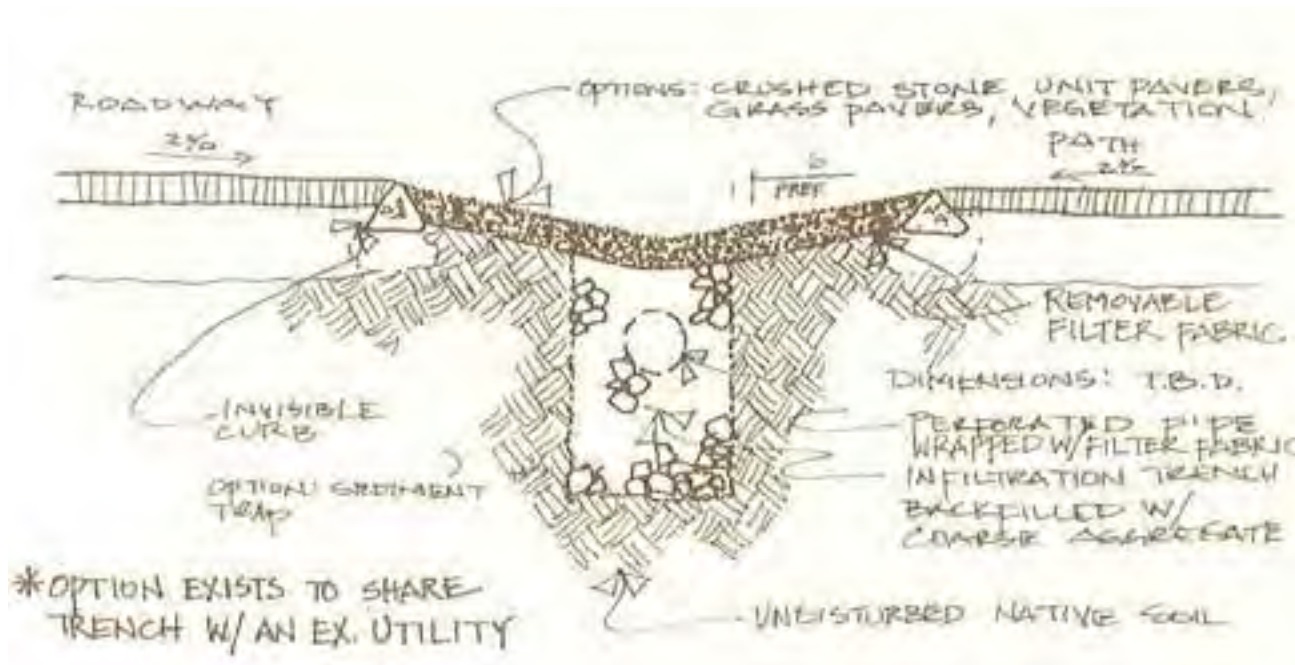 ROADWAY
2%
OPTIONS: CRUSHED STONE, UNIT PAVERS,
GRASS PAVERS, VEGETATION
PATH
2%
1
PREF
REMOVABLE
FILTER FABRIC
DIMENSIONS: T.B.D.
PERFORATED PIPE
WRAPPED W/FILTER FABRIC
INFILTRATION TRENCH
BACKFILLED W/
COARSE AGGREGATE
INVISIBLE
CURB
OPTION: SEDIMENT
TRAP
*OPTION EXISTS TO SHARE
TRENCH W/ AN EX. UTILITY
UNDISTURBED NATIVE SOIL